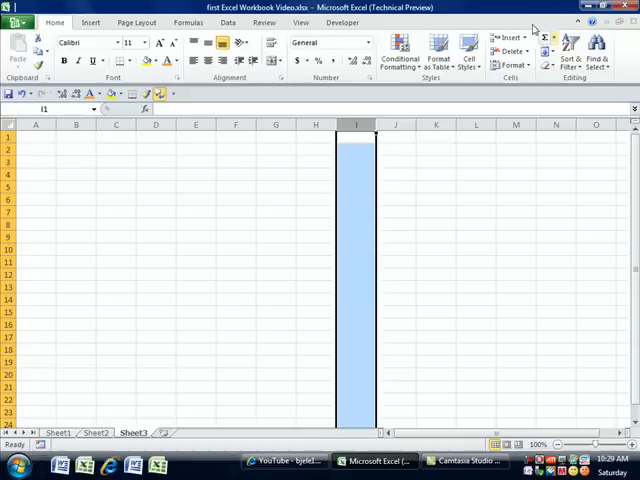 first Excel Workbook Video.xlsx - Microsoft Excel (Technical Preview)
Home Insert Page Layout Formulas Data Review View Developer
Calibri 11 General Insert
Paste Conditional Formatting Format as Table Cell Styles Delete Sort & Filter Find & Select
B I U $ % , Format
Clipboard Font Alignment Number Styles Cells Editing
I1 fx
A B C D E F G H I J K L M N O
1
2
3
4
5
6
7
8
9
10
11
12
13
14
15
16
17
18
19
20
21
22
23
24
Sheet1 Sheet2 Sheet3
Ready 100%
YouTube - bjele1... Microsoft Excel (... Camtasia Studio ... 10:29 AM
Saturday